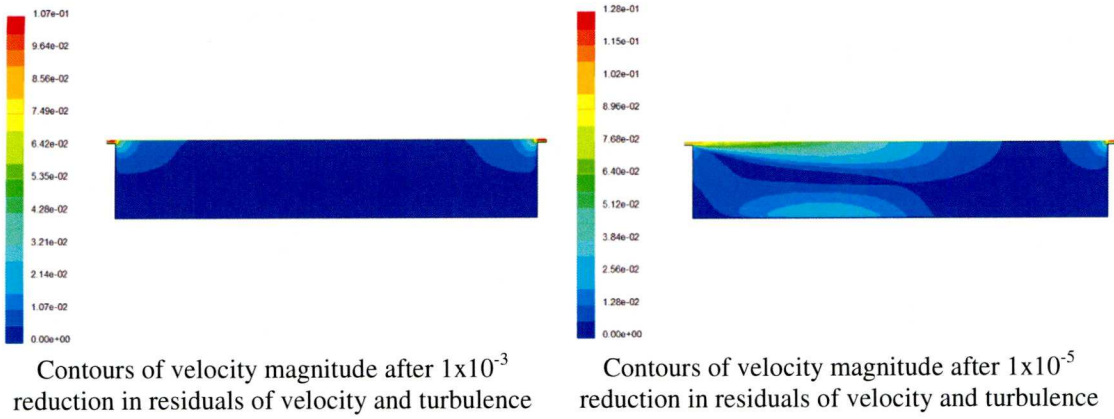 1.07e-01
9.64e-02
8.56e-02
7.49e-02
6.42e-02
5.35e-02
4.28e-02
3.21e-02
2.14e-02
1.07e-02
0.00e+00
Contours of velocity magnitude after 1x10⁻³
reduction in residuals of velocity and turbulence
1.28e-01
1.15e-01
1.02e-01
8.96e-02
7.68e-02
6.40e-02
5.12e-02
3.84e-02
2.56e-02
1.28e-02
0.00e+00
Contours of velocity magnitude after 1x10⁻⁵
reduction in residuals of velocity and turbulence